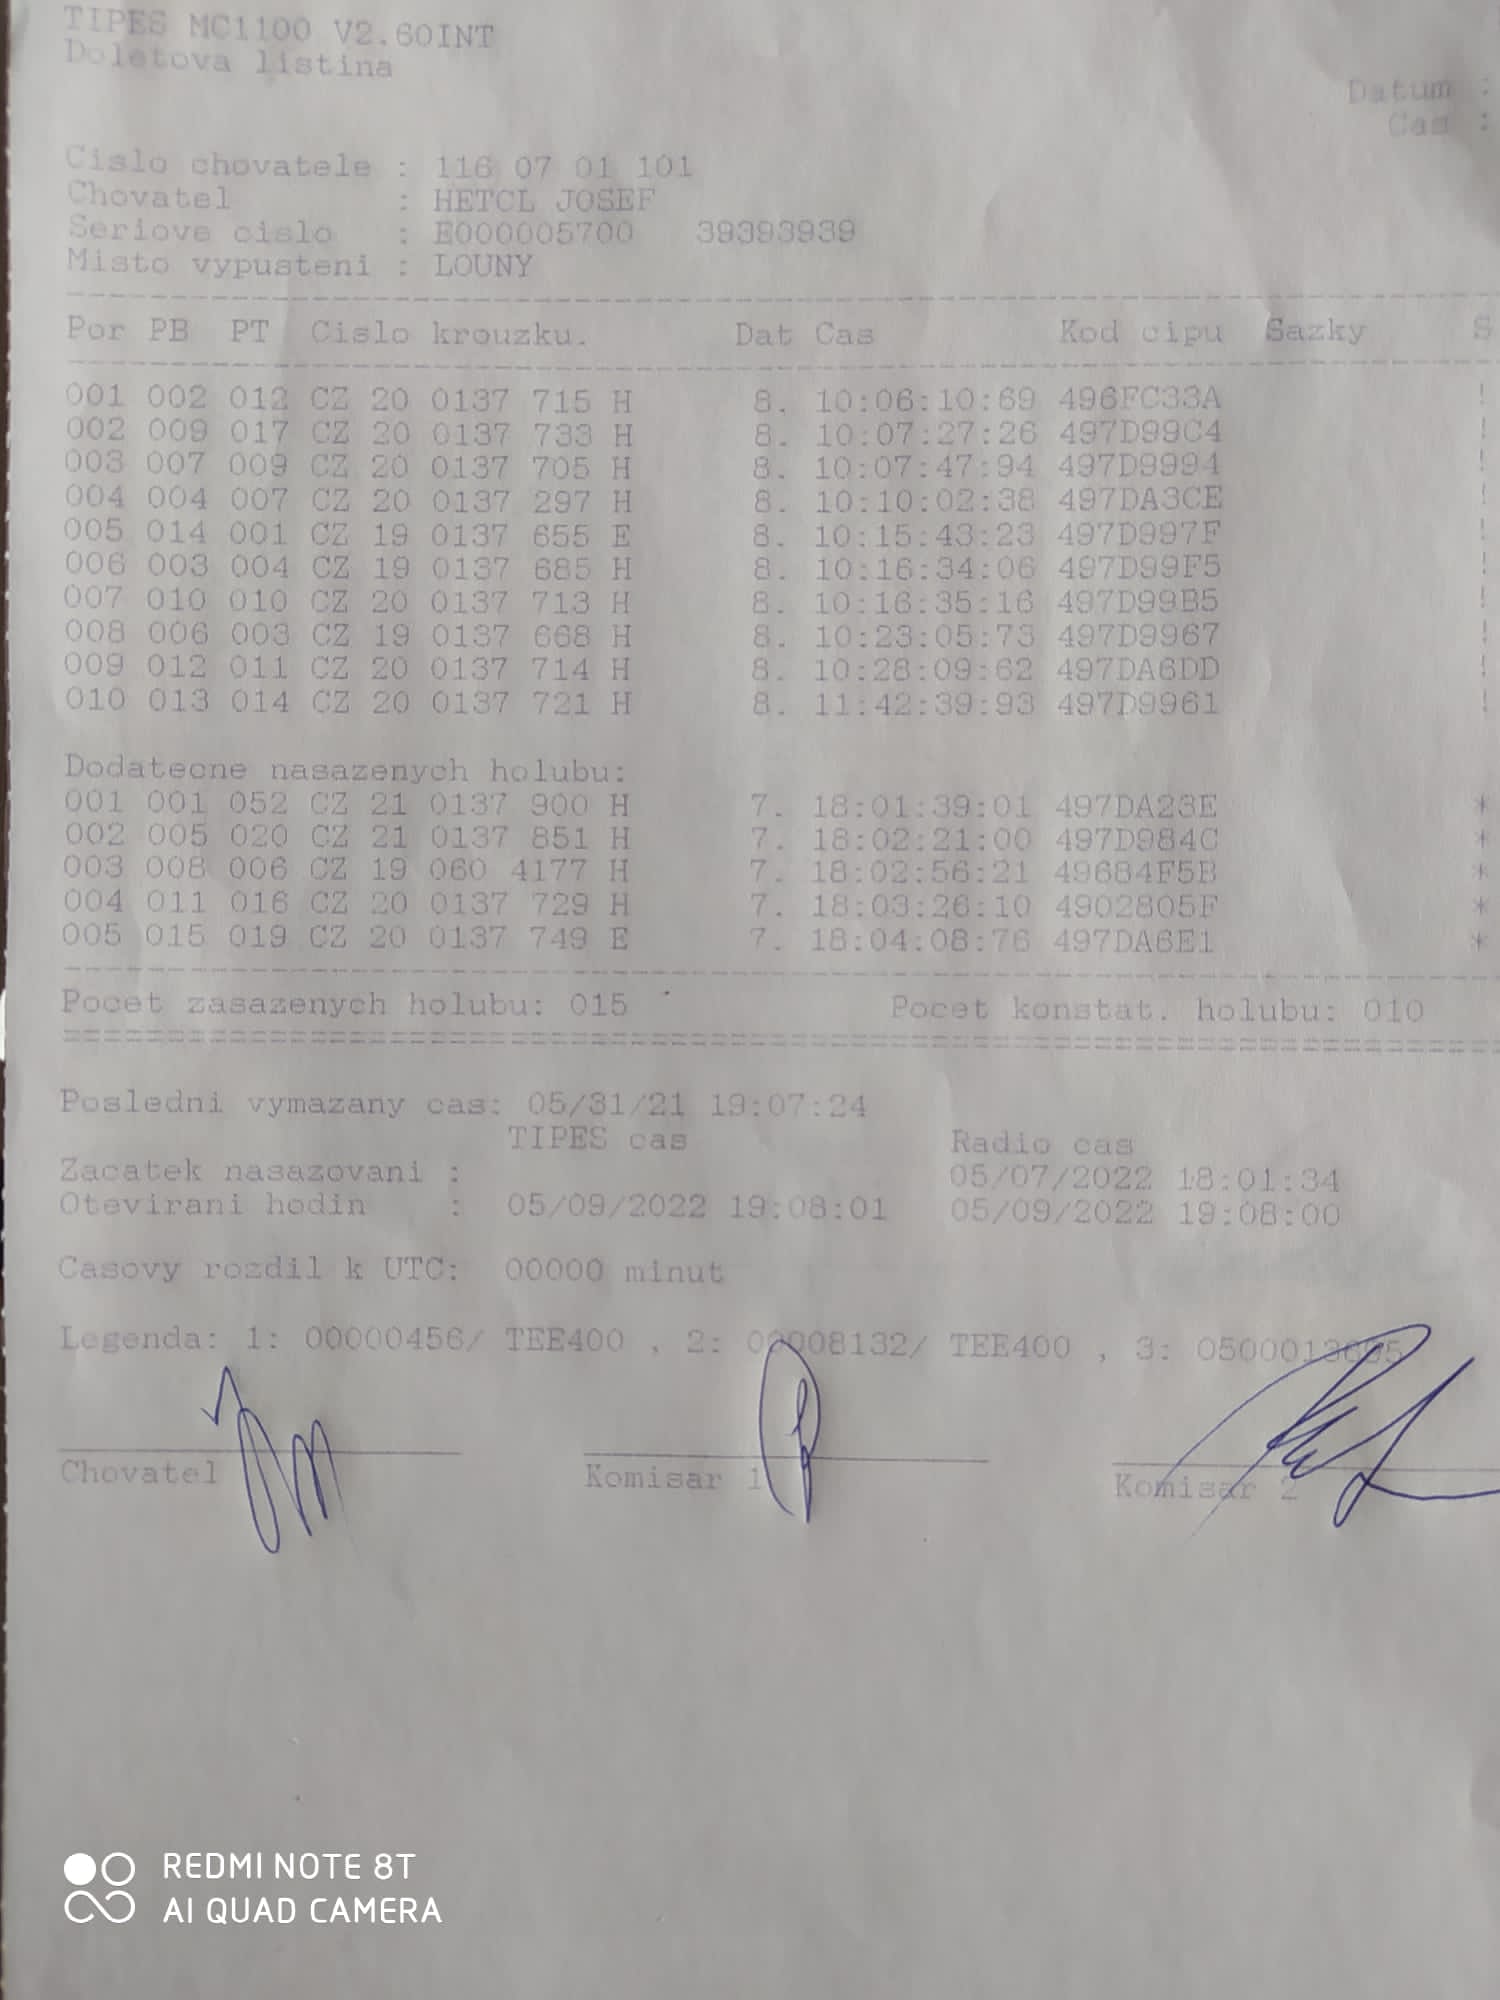 TIPES MC1100 V2.60INT
Doletova listina
Datum :
Cas :
Cislo chovatele : 116 07 01 101
Chovatel : HETCL JOSEF
Seriove cislo : E000005700 39393939
Misto vypusteni : LOUNY
Por PB PT Cislo krouzku. Dat Cas Kod cipu Sazky S
001 002 012 CZ 20 0137 715 H 8. 10:06:10:69 496FC33A !
002 009 017 CZ 20 0137 733 H 8. 10:07:27:26 497D99C4 !
003 007 009 CZ 20 0137 705 H 8. 10:07:47:94 497D9994 !
004 004 007 CZ 20 0137 297 H 8. 10:10:02:38 497DA3CE !
005 014 001 CZ 19 0137 655 E 8. 10:15:43:23 497D997F !
006 003 004 CZ 19 0137 685 H 8. 10:16:34:06 497D99F5 !
007 010 010 CZ 20 0137 713 H 8. 10:16:35:16 497D99B5 !
008 006 003 CZ 19 0137 668 H 8. 10:23:05:73 497D9967 !
009 012 011 CZ 20 0137 714 H 8. 10:28:09:62 497DA6DD !
010 013 014 CZ 20 0137 721 H 8. 11:42:39:93 497D9961 !
Dodatecne nasazenych holubu:
001 001 052 CZ 21 0137 900 H 7. 18:01:39:01 497DA23E *
002 005 020 CZ 21 0137 851 H 7. 18:02:21:00 497D984C *
003 008 006 CZ 19 060 4177 H 7. 18:02:56:21 49684F5B *
004 011 016 CZ 20 0137 729 H 7. 18:03:26:10 4902805F *
005 015 019 CZ 20 0137 749 E 7. 18:04:08:76 497DA6E1 *
Pocet zasazenych holubu: 015 Pocet konstat. holubu: 010
Posledni vymazany cas: 05/31/21 19:07:24
TIPES cas Radio cas
Zacatek nasazovani : 05/07/2022 18:01:34
Otevirani hodin : 05/09/2022 19:08:01 05/09/2022 19:08:00
Casovy rozdil k UTC: 00000 minut
Legenda: 1: 00000456/ TEE400 , 2: 00008132/ TEE400 , 3:
Chovatel Komisar 1 Komisar 2
REDMI NOTE 8T
AI QUAD CAMERA